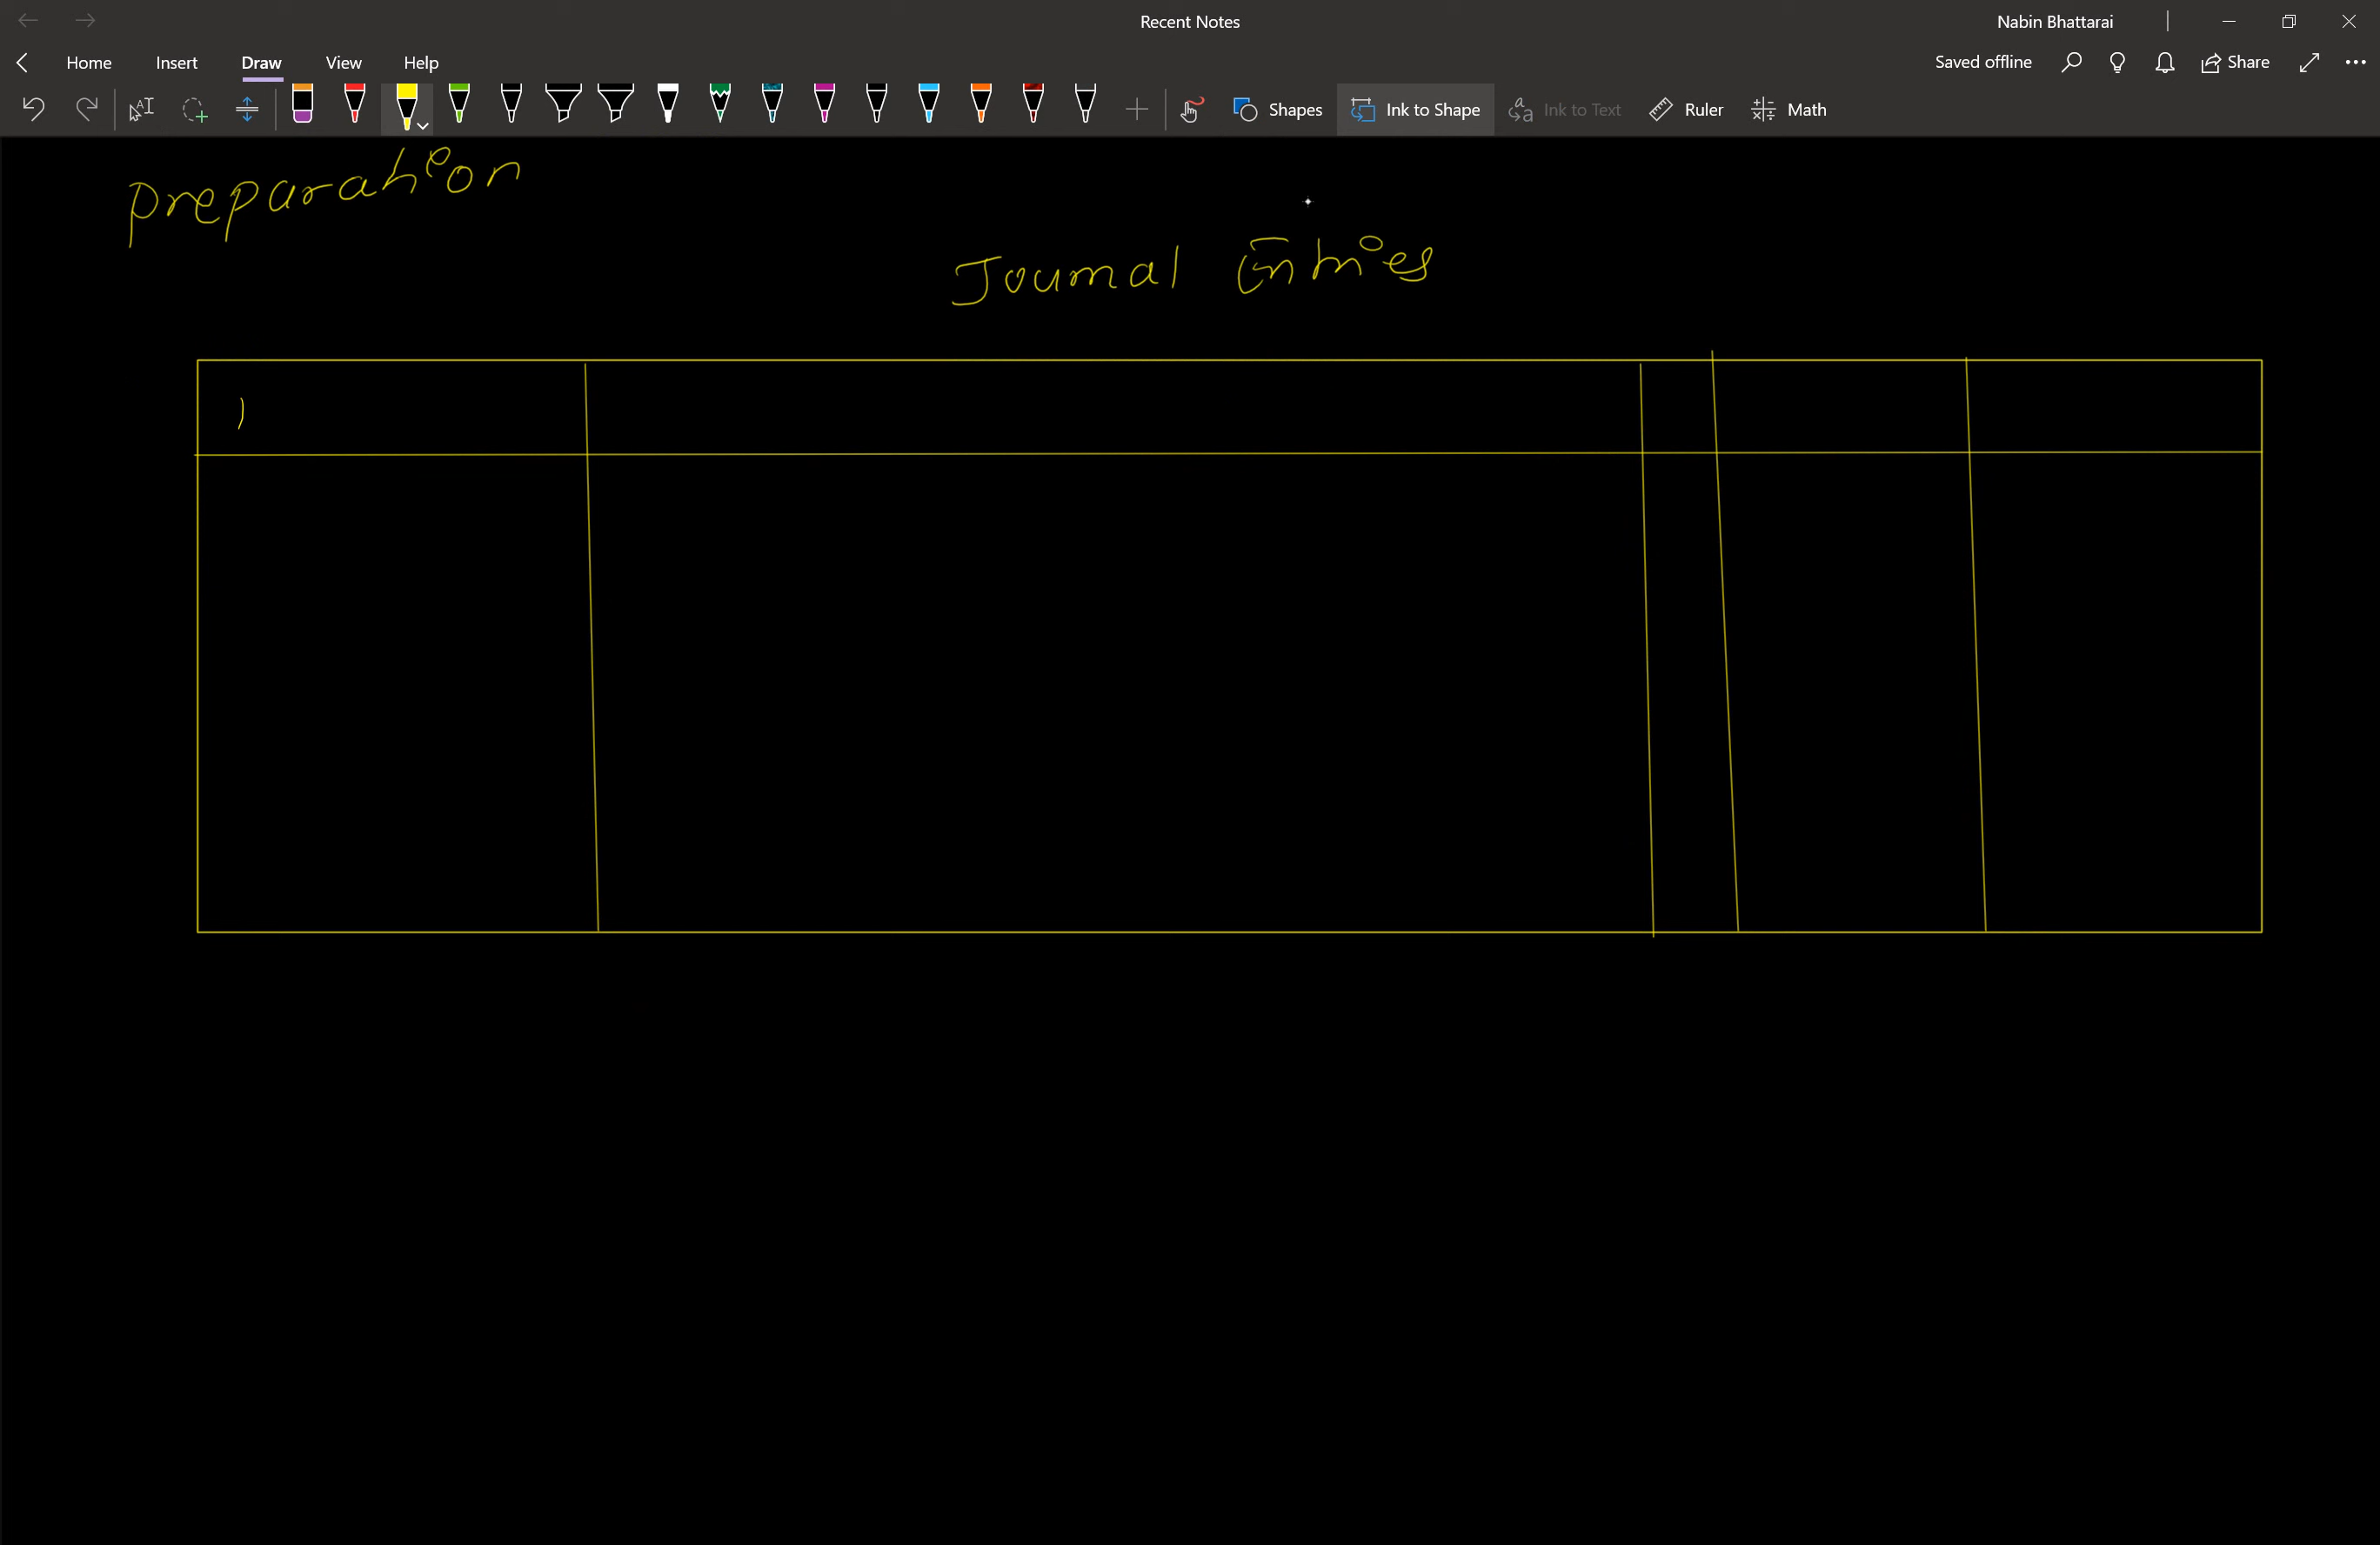 Recent Notes
Nabin Bhattarai
Home Insert Draw View Help
Saved offline
Share
Shapes Ink to Shape Ink to Text Ruler Math
preparation
Journal Entries
)